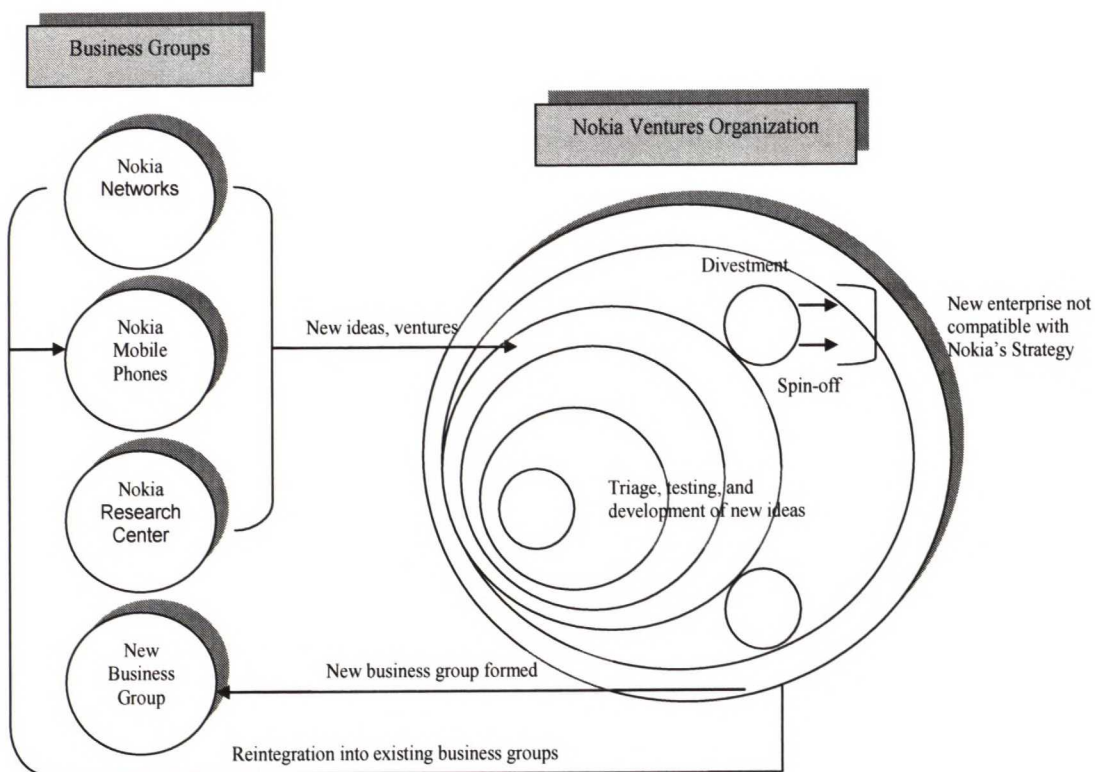 Business Groups
Nokia Ventures Organization
Nokia
Networks
Nokia
Mobile
Phones
Nokia
Research
Center
New
Business
Group
New ideas, ventures
Divestment
Spin-off
New enterprise not
compatible with
Nokia's Strategy
Triage, testing, and
development of new ideas
New business group formed
Reintegration into existing business groups